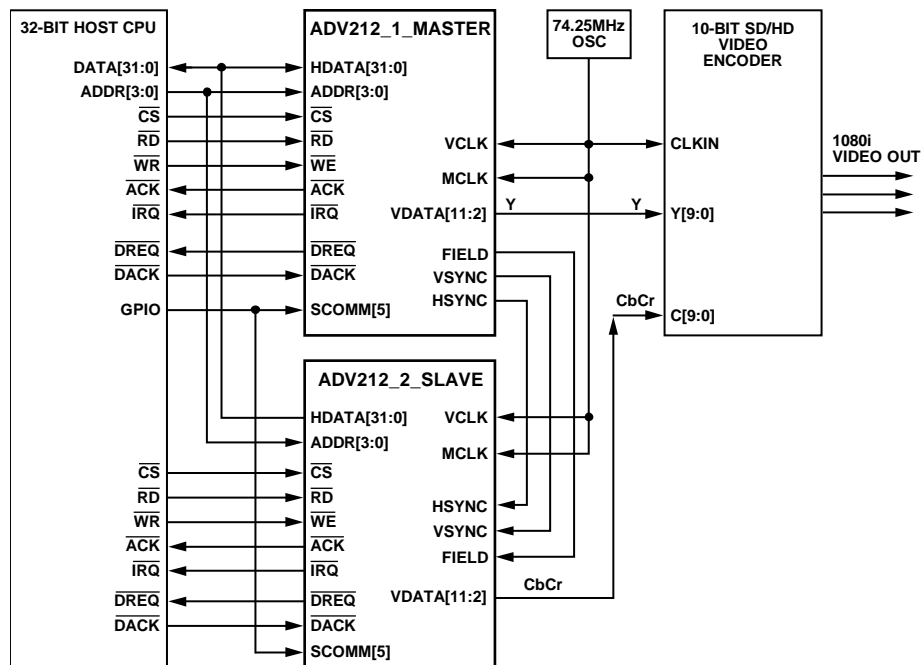 32-BIT HOST CPU
DATA[31:0]
ADDR[3:0]
CS
RD
WR
ACK
IRQ
DREQ
DACK
GPIO
CS
RD
WR
ACK
IRQ
DREQ
DACK
ADV212_1_MASTER
HDATA[31:0]
ADDR[3:0]
CS
RD
WE
ACK
IRQ
DREQ
DACK
SCOMM[5]
VCLK
MCLK
VDATA[11:2]
FIELD
VSYNC
HSYNC
ADV212_2_SLAVE
HDATA[31:0]
ADDR[3:0]
CS
RD
WE
ACK
IRQ
DREQ
DACK
SCOMM[5]
VCLK
MCLK
HSYNC
VSYNC
FIELD
VDATA[11:2]
74.25MHz
OSC
Y
Y
CbCr
CbCr
10-BIT SD/HD
VIDEO
ENCODER
CLKIN
Y[9:0]
C[9:0]
1080i
VIDEO OUT